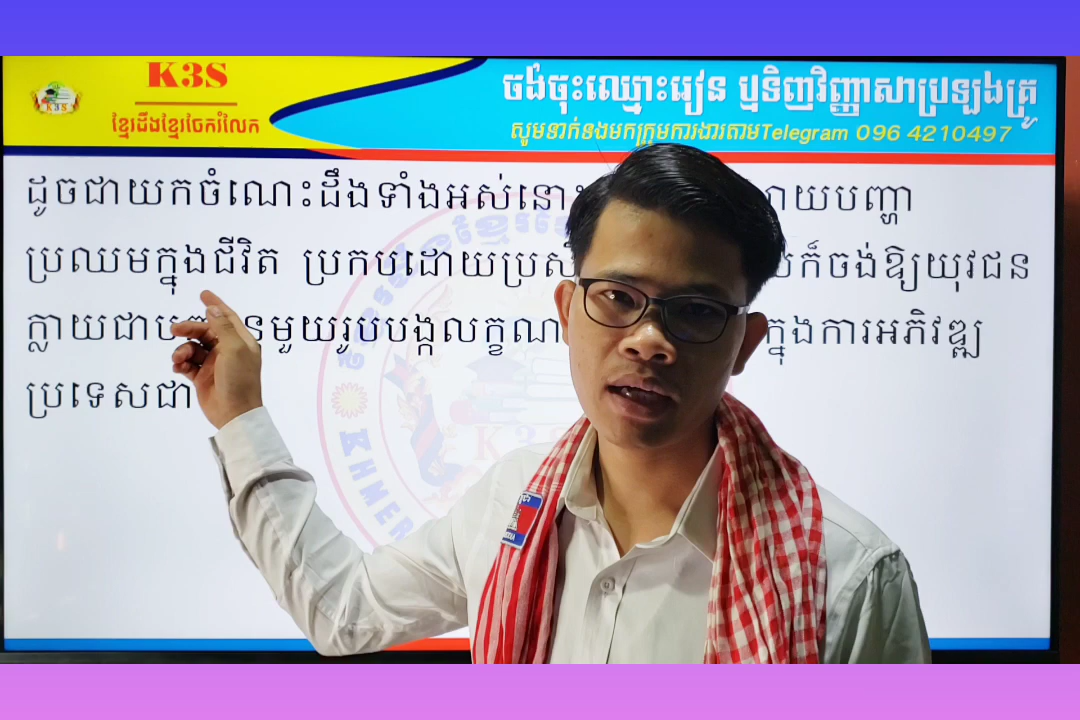 K3S
ខ្មែរដឹងខ្មែរចែករំលែក
ចង់ចុះឈ្មោះរៀន ឬទិញវិញ្ញាសាប្រឡងគ្រូ
សូមទាក់ទងមកក្រុមការងារតាមTelegram 096 4210497
ដូចជាយកចំណេះដឹងទាំងអស់នោះ បញ្ហា
ប្រឈមក្នុងជីវិត ប្រកបដោយ ក៏ចង់ឱ្យយុវជន
ក្លាយជា មួយរូបបង្កលក្ខណ ក្នុងការអភិវឌ្ឍ
ប្រទេសជា
K3S
KHMER